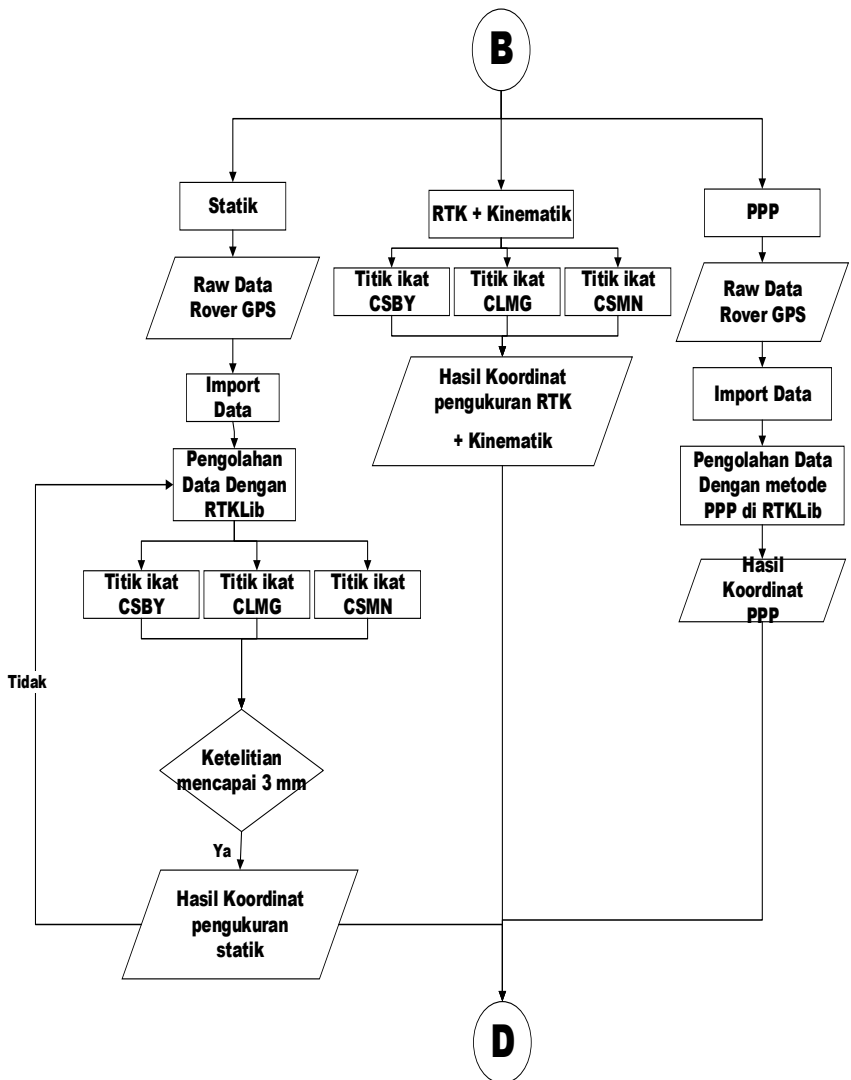 B
Statik
Raw Data
Rover GPS
Import
Data
Pengolahan
Data Dengan
RTKLib
Titik ikat
CSBY
Titik ikat
CLMG
Titik ikat
CSMN
Tidak
Ketelitian
mencapai 3 mm
Ya
Hasil Koordinat
pengukuran
statik
RTK + Kinematik
Titik ikat
CSBY
Titik ikat
CLMG
Titik ikat
CSMN
Hasil Koordinat
pengukuran RTK
+ Kinematik
PPP
Raw Data
Rover GPS
Import Data
Pengolahan Data
Dengan metode
PPP di RTKLib
Hasil
Koordinat
PPP
D